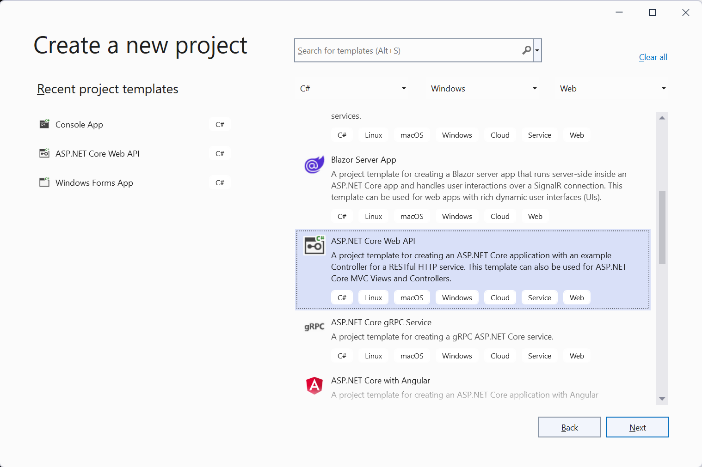 Create a new project
Search for templates (Alt+S)
Clear all
Recent project templates
C#
Windows
Web
Console App C#
ASP.NET Core Web API C#
Windows Forms App C#
services.
C# Linux macOS Windows Cloud Service Web
Blazor Server App
A project template for creating a Blazor server app that runs server-side inside an
ASP.NET Core app and handles user interactions over a SignalR connection. This
template can be used for web apps with rich dynamic user interfaces (UIs).
C# Linux macOS Windows Cloud Web
ASP.NET Core Web API
A project template for creating an ASP.NET Core application with an example
Controller for a RESTful HTTP service. This template can also be used for ASP.NET
Core MVC Views and Controllers.
C# Linux macOS Windows Cloud Service Web
gRPC
ASP.NET Core gRPC Service
A project template for creating a gRPC ASP.NET Core service.
C# Linux macOS Windows Cloud Service Web
ASP.NET Core with Angular
A project template for creating an ASP.NET Core application with Angular
Back
Next